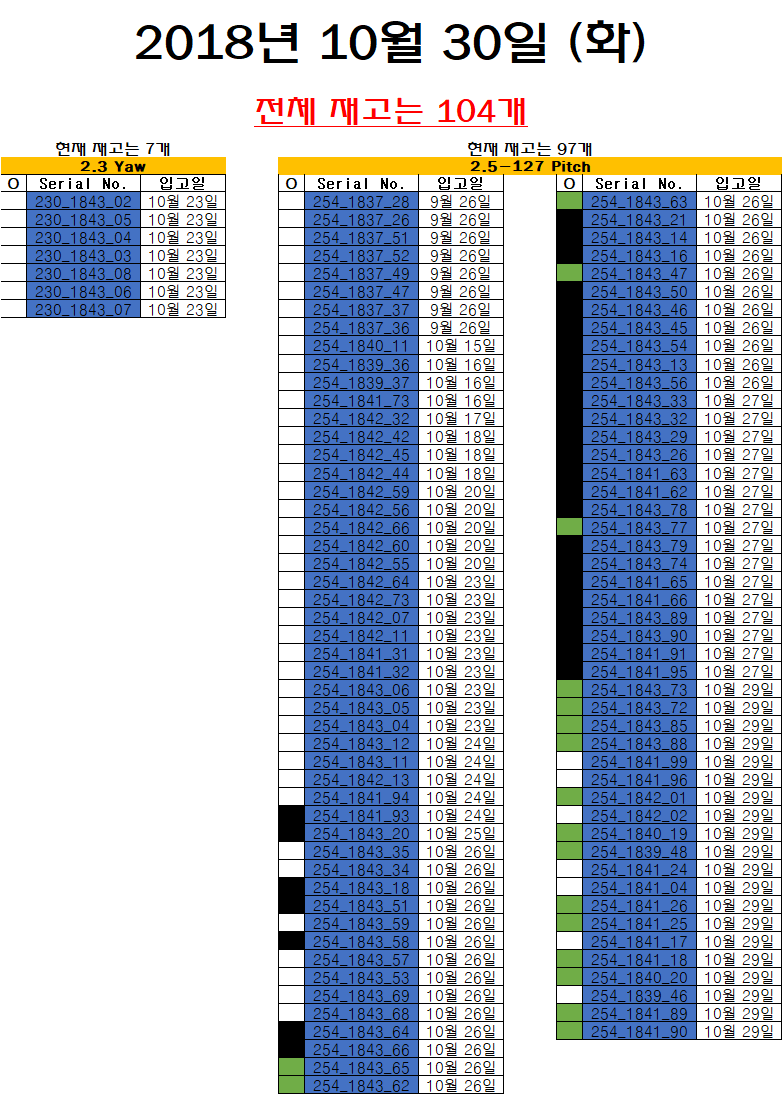 2018년 10월 30일 (화)
전체 재고는 104개
현재 재고는 7개
2.3 Yaw
O Serial No. 입고일
230_1843_02 10월 23일
230_1843_05 10월 23일
230_1843_04 10월 23일
230_1843_03 10월 23일
230_1843_08 10월 23일
230_1843_06 10월 23일
230_1843_07 10월 23일
현재 재고는 97개
2.5-127 Pitch
O Serial No. 입고일
254_1837_28 9월 26일
254_1837_26 9월 26일
254_1837_51 9월 26일
254_1837_52 9월 26일
254_1837_49 9월 26일
254_1837_47 9월 26일
254_1837_37 9월 26일
254_1837_36 9월 26일
254_1840_11 10월 15일
254_1839_36 10월 16일
254_1839_37 10월 16일
254_1841_73 10월 16일
254_1842_32 10월 17일
254_1842_42 10월 18일
254_1842_45 10월 18일
254_1842_44 10월 18일
254_1842_59 10월 20일
254_1842_56 10월 20일
254_1842_66 10월 20일
254_1842_60 10월 20일
254_1842_55 10월 20일
254_1842_64 10월 23일
254_1842_73 10월 23일
254_1842_07 10월 23일
254_1842_11 10월 23일
254_1841_31 10월 23일
254_1841_32 10월 23일
254_1843_06 10월 23일
254_1843_05 10월 23일
254_1843_04 10월 23일
254_1843_12 10월 24일
254_1843_11 10월 24일
254_1842_13 10월 24일
254_1841_94 10월 24일
254_1841_93 10월 24일
254_1843_20 10월 25일
254_1843_35 10월 26일
254_1843_34 10월 26일
254_1843_18 10월 26일
254_1843_51 10월 26일
254_1843_59 10월 26일
254_1843_58 10월 26일
254_1843_57 10월 26일
254_1843_53 10월 26일
254_1843_69 10월 26일
254_1843_68 10월 26일
254_1843_64 10월 26일
254_1843_66 10월 26일
254_1843_65 10월 26일
254_1843_62 10월 26일
O Serial No. 입고일
254_1843_63 10월 26일
254_1843_21 10월 26일
254_1843_14 10월 26일
254_1843_16 10월 26일
254_1843_47 10월 26일
254_1843_50 10월 26일
254_1843_46 10월 26일
254_1843_45 10월 26일
254_1843_54 10월 26일
254_1843_13 10월 26일
254_1843_56 10월 26일
254_1843_33 10월 27일
254_1843_32 10월 27일
254_1843_29 10월 27일
254_1843_26 10월 27일
254_1841_63 10월 27일
254_1841_62 10월 27일
254_1843_78 10월 27일
254_1843_77 10월 27일
254_1843_79 10월 27일
254_1843_74 10월 27일
254_1841_65 10월 27일
254_1841_66 10월 27일
254_1843_89 10월 27일
254_1843_90 10월 27일
254_1841_91 10월 27일
254_1841_95 10월 27일
254_1843_73 10월 29일
254_1843_72 10월 29일
254_1843_85 10월 29일
254_1843_88 10월 29일
254_1841_99 10월 29일
254_1841_96 10월 29일
254_1842_01 10월 29일
254_1842_02 10월 29일
254_1840_19 10월 29일
254_1839_48 10월 29일
254_1841_24 10월 29일
254_1841_04 10월 29일
254_1841_26 10월 29일
254_1841_25 10월 29일
254_1841_17 10월 29일
254_1841_18 10월 29일
254_1840_20 10월 29일
254_1839_46 10월 29일
254_1841_89 10월 29일
254_1841_90 10월 29일